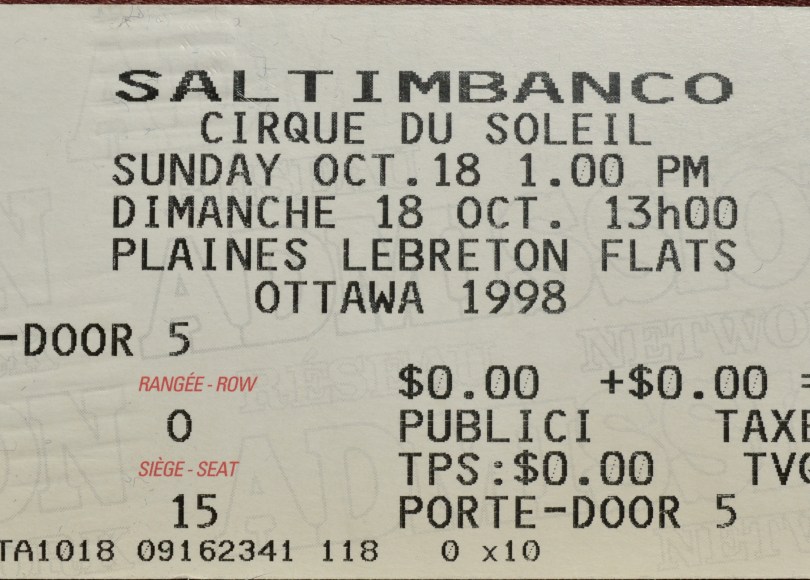 SALTIMBANCO
CIRQUE DU SOLEIL
SUNDAY OCT.18 1.00 PM
DIMANCHE 18 OCT. 13h00
PLAINES LEBRETON FLATS
OTTAWA 1998
-DOOR 5
RANGÉE - ROW
O
SIÈGE - SEAT
15
$0.00 +$0.00 =
PUBLICI TAXE
TPS:$0.00 TVQ
PORTE-DOOR 5
TA1018 09162341 118 0 x10